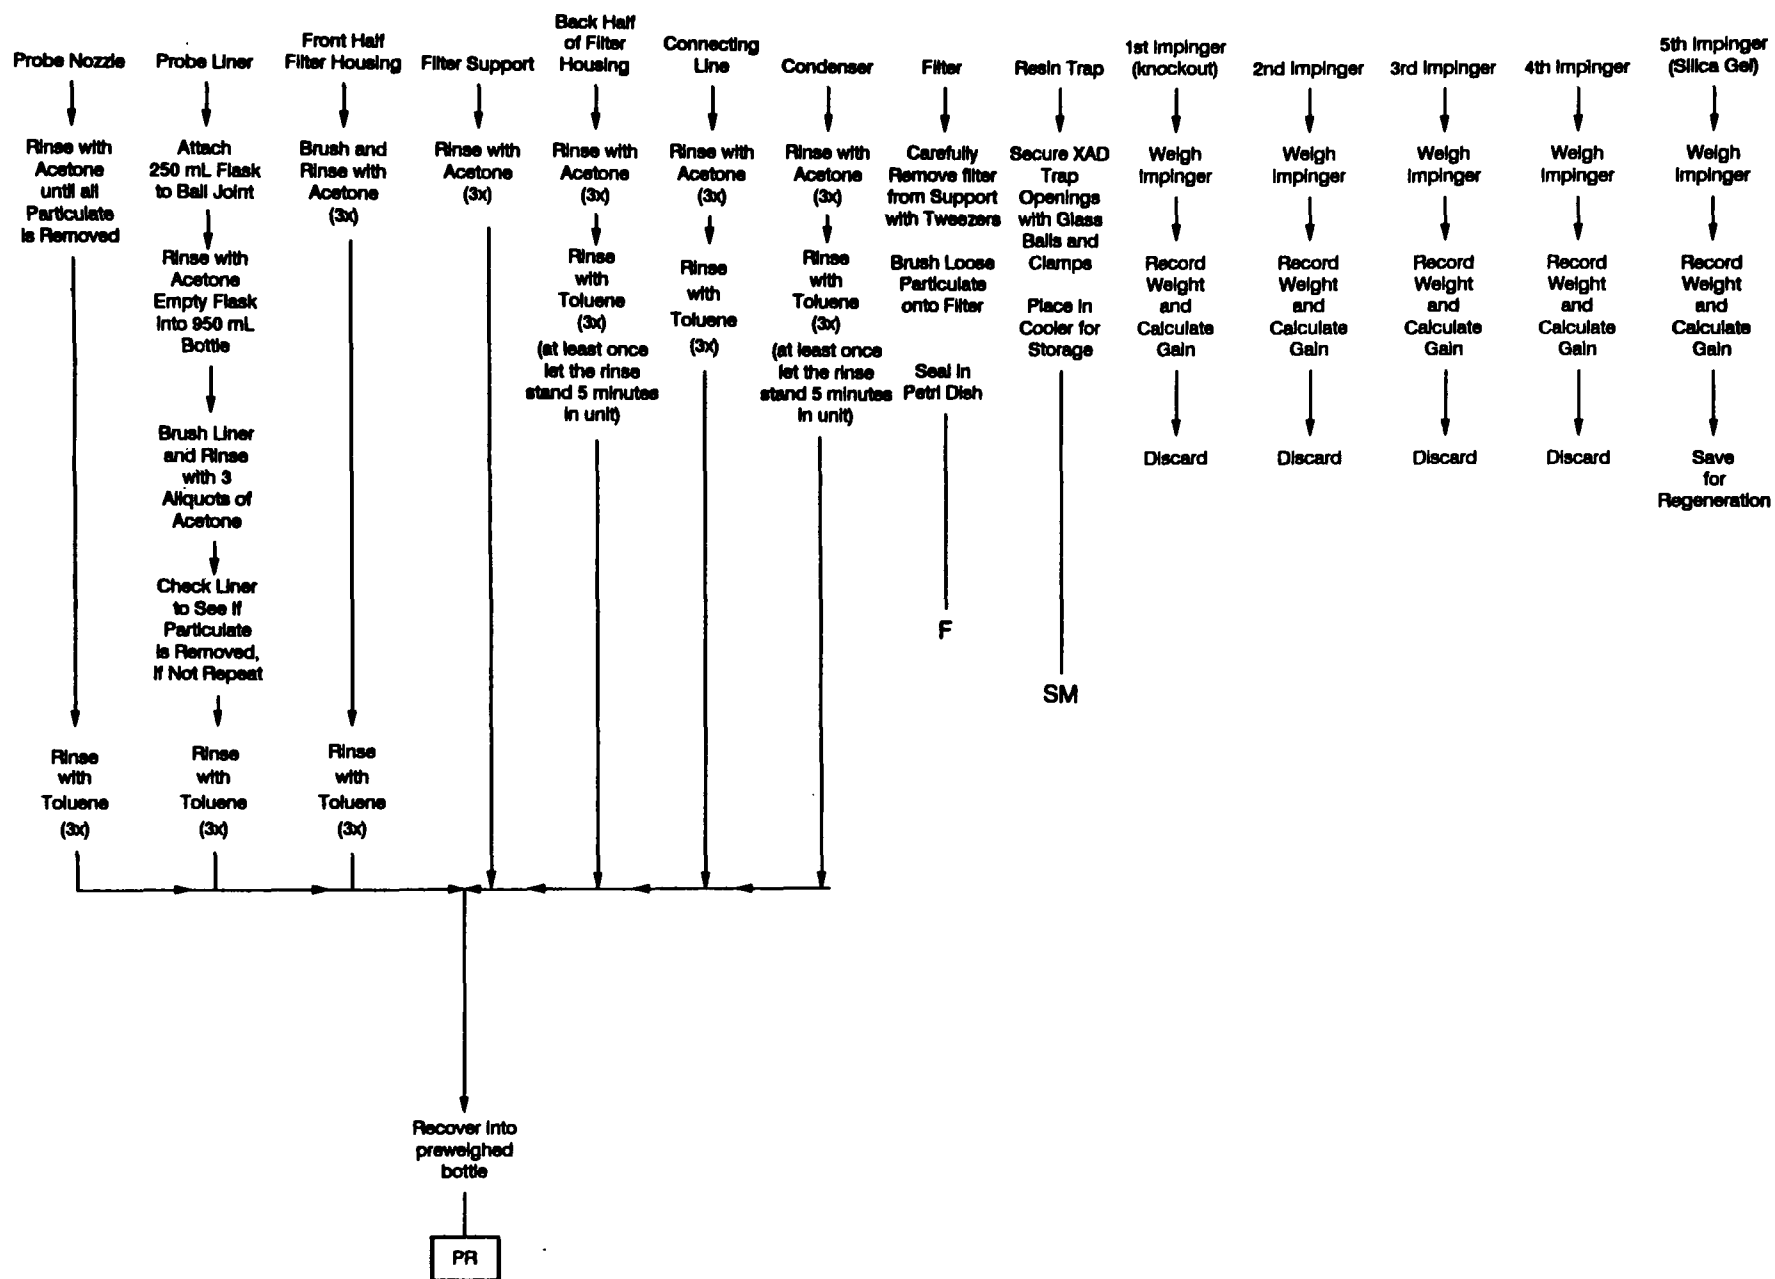 Probe Nozzle
Rinse with
Acetone
until all
Particulate
is Removed
Rinse
with
Toluene
(3x)
Probe Liner
Attach
250 mL Flask
to Ball Joint
Rinse with
Acetone
Empty Flask
into 950 mL
Bottle
Brush Liner
and Rinse
with 3
Aliquots of
Acetone
Check Liner
to See if
Particulate
is Removed,
If Not Repeat
Rinse
with
Toluene
(3x)
Front Half
Filter Housing
Brush and
Rinse with
Acetone
(3x)
Rinse
with
Toluene
(3x)
Filter Support
Rinse with
Acetone
(3x)
Back Half
of Filter
Housing
Rinse with
Acetone
(3x)
Rinse
with
Toluene
(3x)
(at least once
let the rinse
stand 5 minutes
in unit)
Connecting
Line
Rinse with
Acetone
(3x)
Rinse
with
Toluene
(3x)
Condenser
Rinse with
Acetone
(3x)
Rinse
with
Toluene
(3x)
(at least once
let the rinse
stand 5 minutes
in unit)
Filter
Carefully
Remove filter
from Support
with Tweezers
Brush Loose
Particulate
onto Filter
Seal in
Petri Dish
F
Resin Trap
Secure XAD
Trap
Openings
with Glass
Balls and
Clamps
Place in
Cooler for
Storage
SM
1st Impinger
(knockout)
Weigh
Impinger
Record
Weight
and
Calculate
Gain
Discard
2nd Impinger
Weigh
Impinger
Record
Weight
and
Calculate
Gain
Discard
3rd Impinger
Weigh
Impinger
Record
Weight
and
Calculate
Gain
Discard
4th Impinger
Weigh
Impinger
Record
Weight
and
Calculate
Gain
Discard
5th Impinger
(Silica Gel)
Weigh
Impinger
Record
Weight
and
Calculate
Gain
Save
for
Regeneration
Recover into
preweighed
bottle
PR